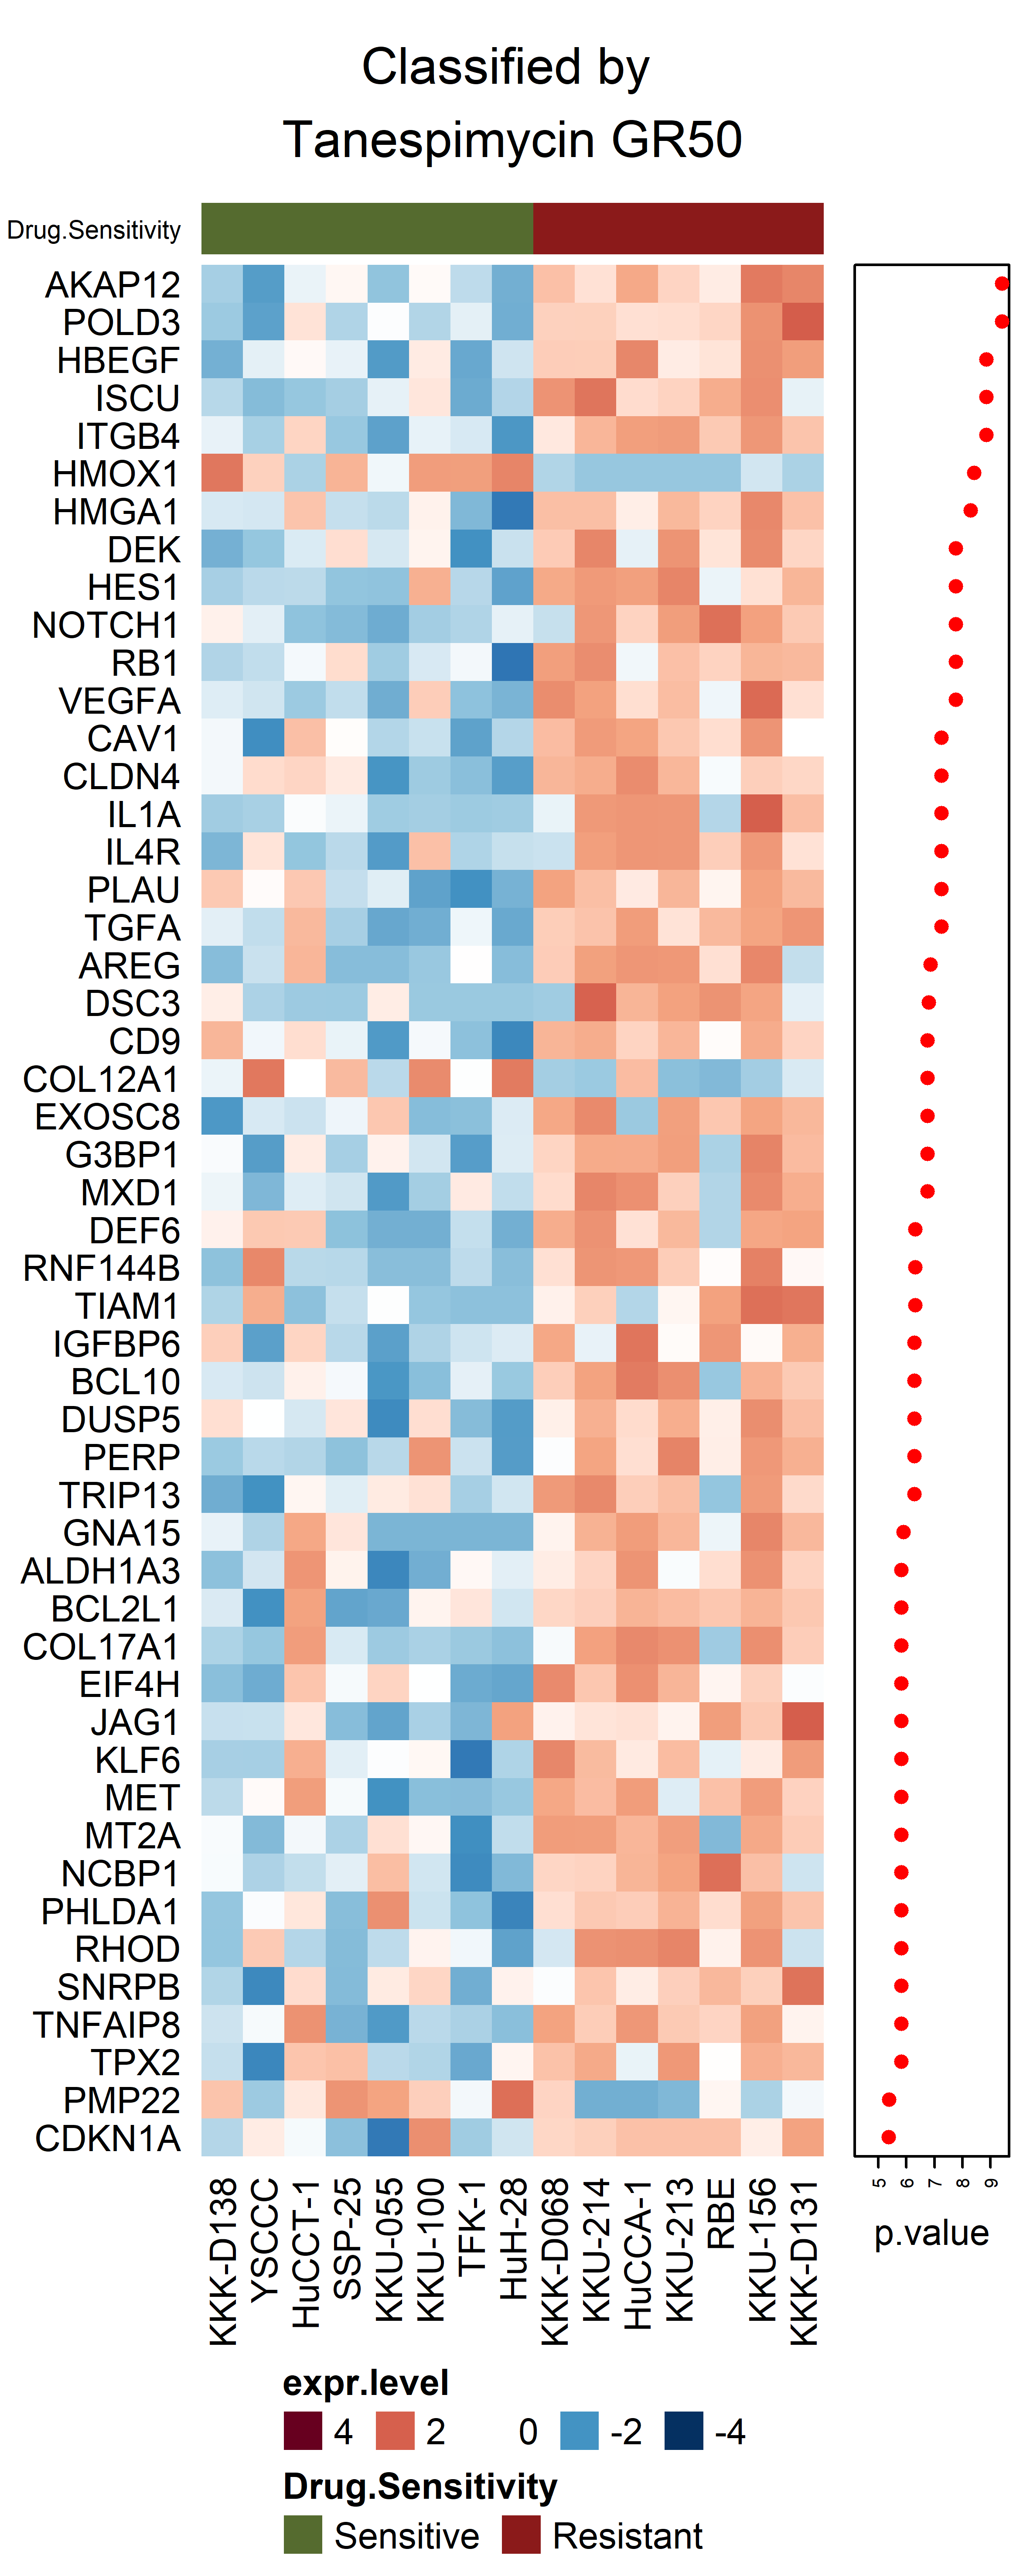 Classified by
Tanespimycin GR50
Drug.Sensitivity
AKAP12
POLD3
HBEGF
ISCU
ITGB4
HMOX1
HMGA1
DEK
HES1
NOTCH1
RB1
VEGFA
CAV1
CLDN4
IL1A
IL4R
PLAU
TGFA
AREG
DSC3
CD9
COL12A1
EXOSC8
G3BP1
MXD1
DEF6
RNF144B
TIAM1
IGFBP6
BCL10
DUSP5
PERP
TRIP13
GNA15
ALDH1A3
BCL2L1
COL17A1
EIF4H
JAG1
KLF6
MET
MT2A
NCBP1
PHLDA1
RHOD
SNRPB
TNFAIP8
TPX2
PMP22
CDKN1A
KKK-D138
YSCCC
HuCCT-1
SSP-25
KKU-055
KKU-100
TFK-1
HuH-28
KKK-D068
KKU-214
HuCCA-1
KKU-213
RBE
KKU-156
KKK-D131
5 6 7 8 9
p.value
expr.level
4 2 0 -2 -4
Drug.Sensitivity
Sensitive Resistant